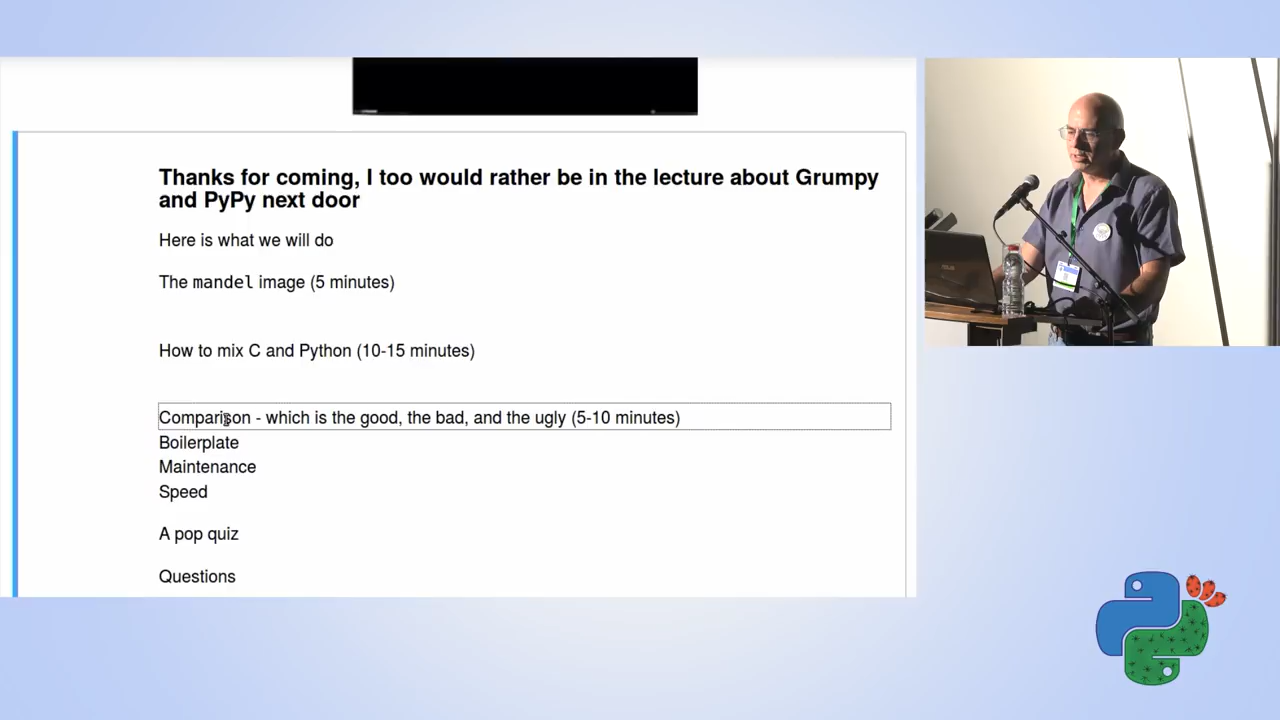 Thanks for coming, I too would rather be in the lecture about Grumpy
and PyPy next door
Here is what we will do
The mandel image (5 minutes)
How to mix C and Python (10-15 minutes)
Comparison - which is the good, the bad, and the ugly (5-10 minutes)
Boilerplate
Maintenance
Speed
A pop quiz
Questions